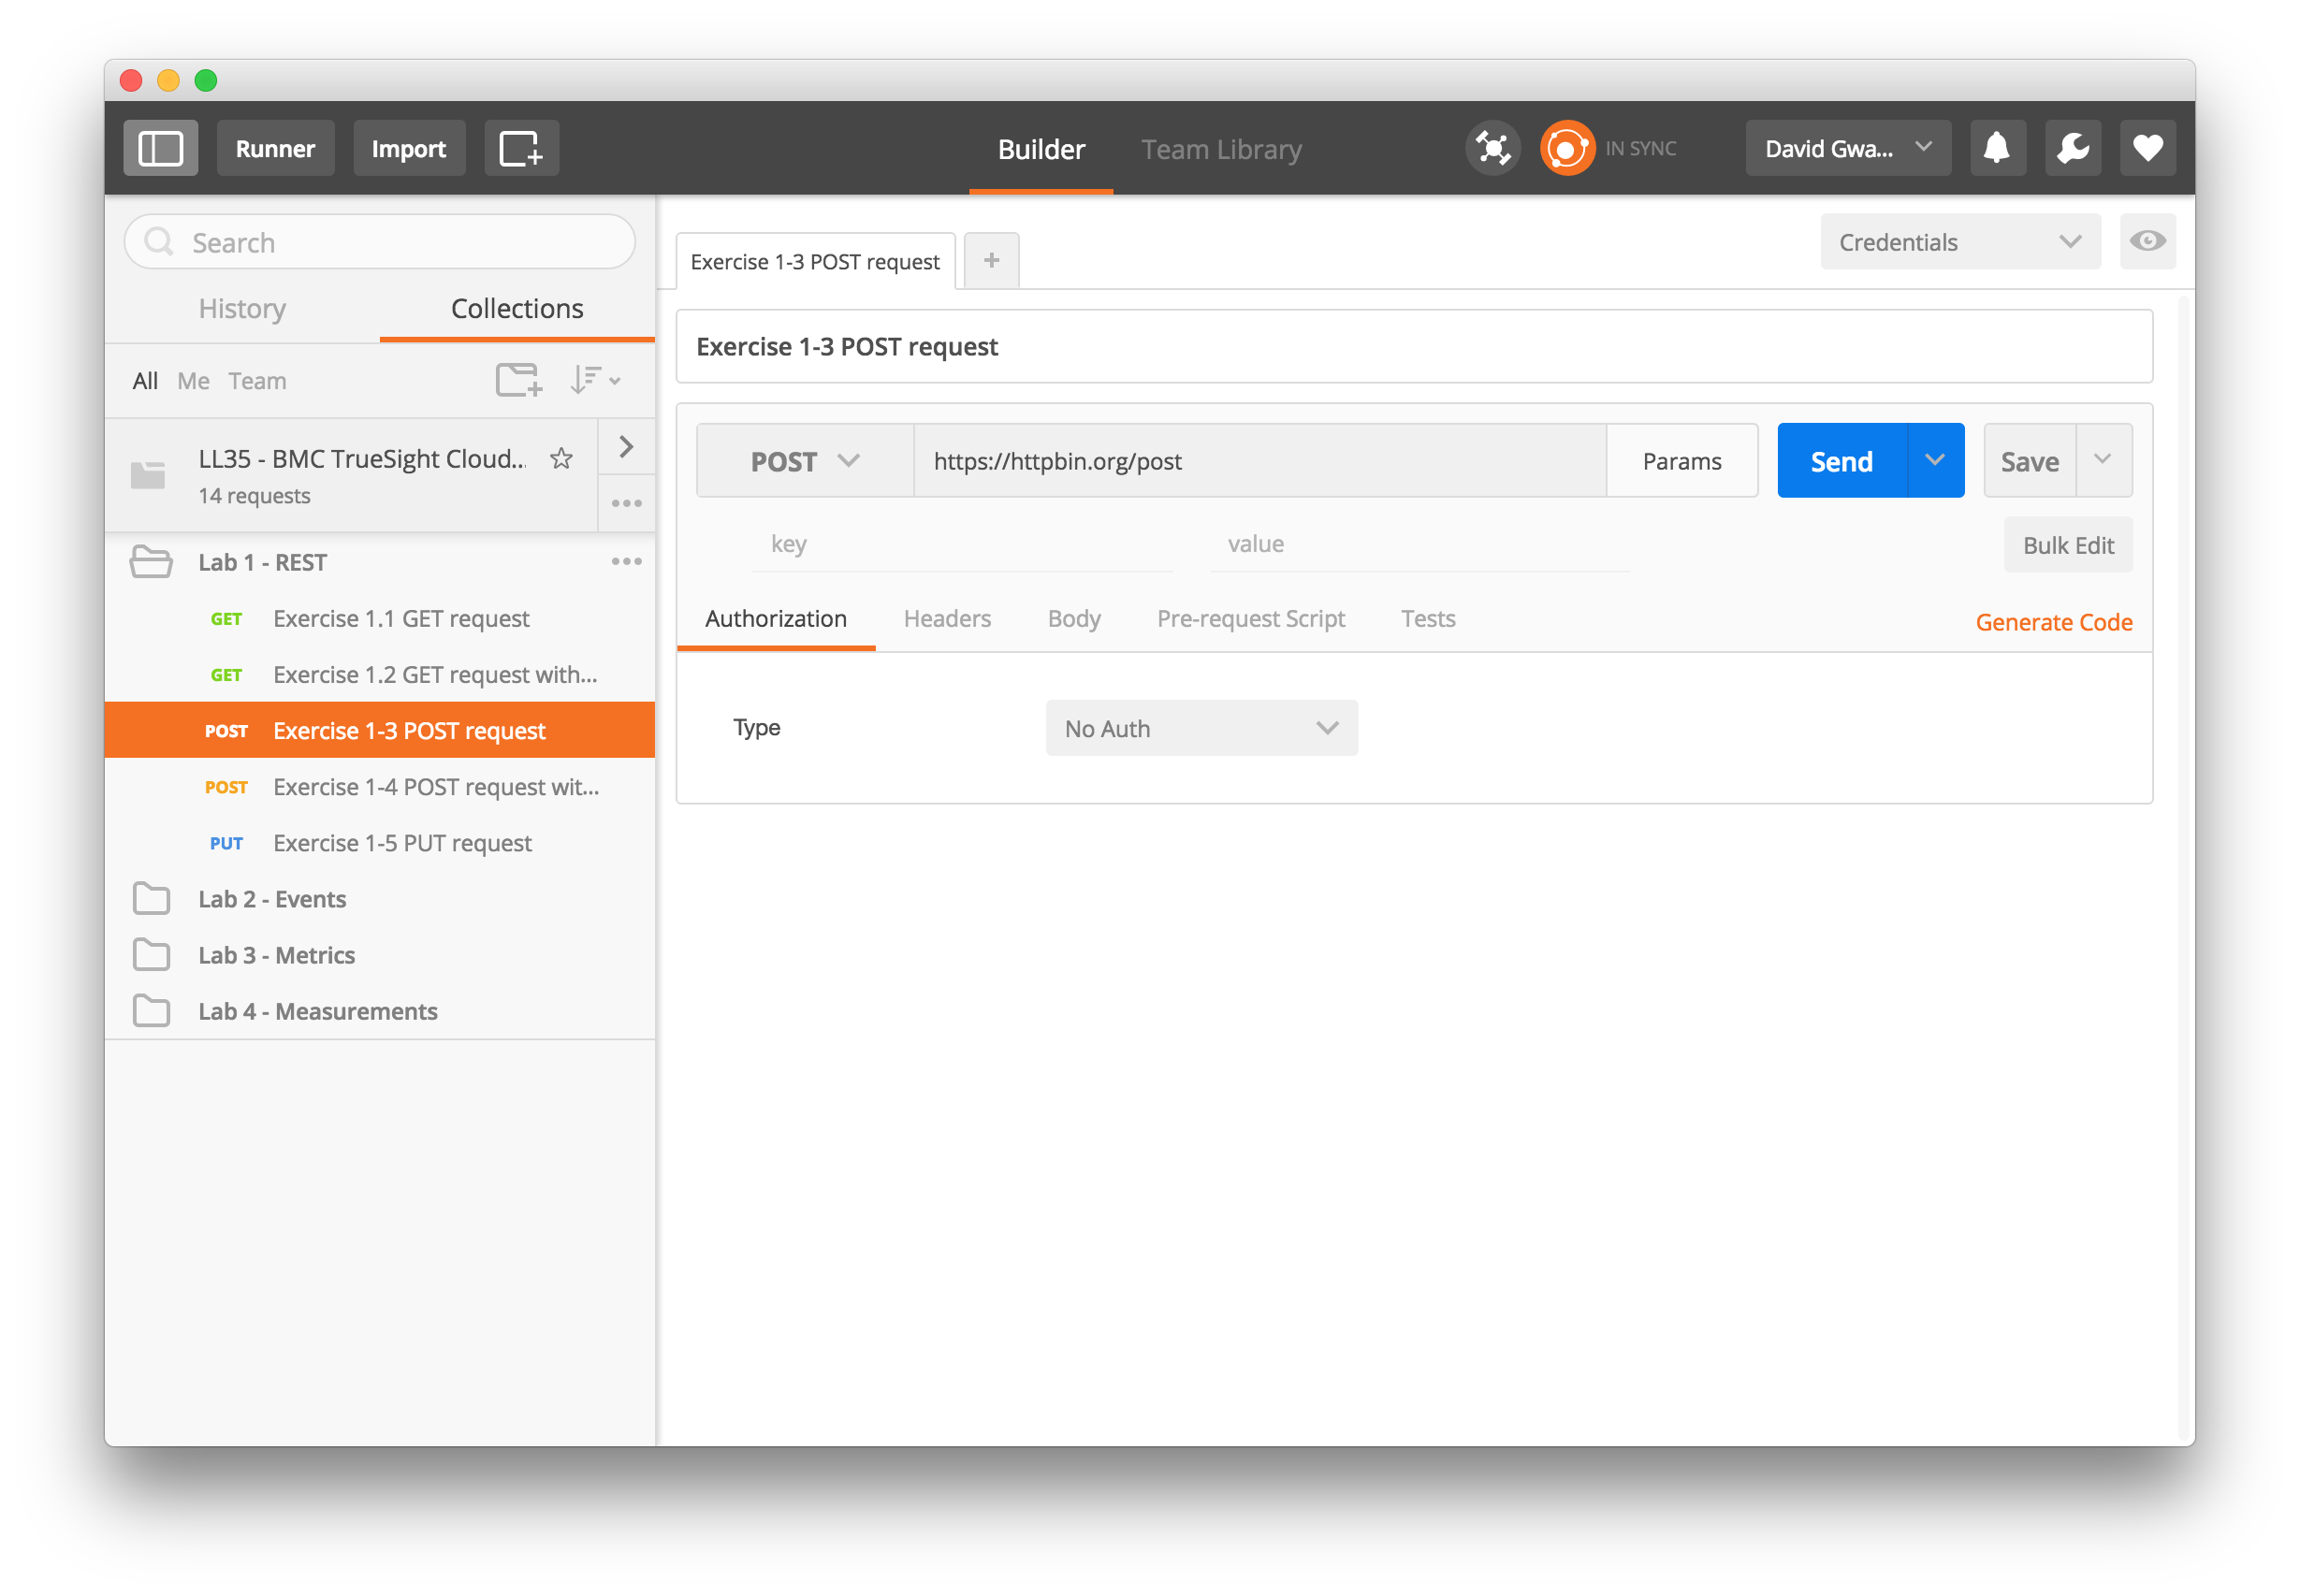 Runner
Import
Builder
Team Library
IN SYNC
David Gwa...
Search
History
Collections
All Me Team
LL35 - BMC TrueSight Cloud...
14 requests
Lab 1 - REST
GET Exercise 1.1 GET request
GET Exercise 1.2 GET request with...
POST Exercise 1-3 POST request
POST Exercise 1-4 POST request wit...
PUT Exercise 1-5 PUT request
Lab 2 - Events
Lab 3 - Metrics
Lab 4 - Measurements
Exercise 1-3 POST request
+
Credentials
Exercise 1-3 POST request
POST
https://httpbin.org/post
Params
Send
Save
key
value
Bulk Edit
Authorization
Headers
Body
Pre-request Script
Tests
Generate Code
Type
No Auth